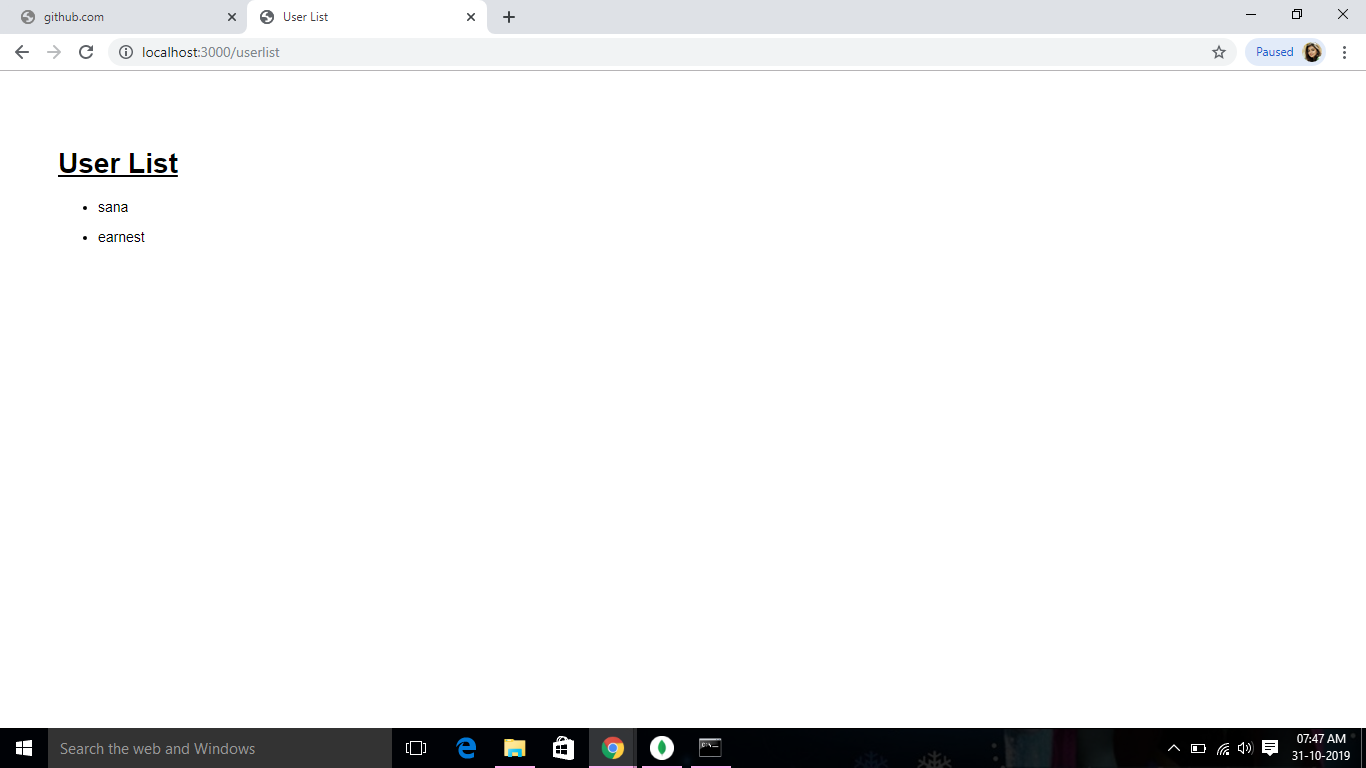 github.com
User List
localhost:3000/userlist
Paused
User List
sana
earnest
Search the web and Windows
07:47 AM
31-10-2019